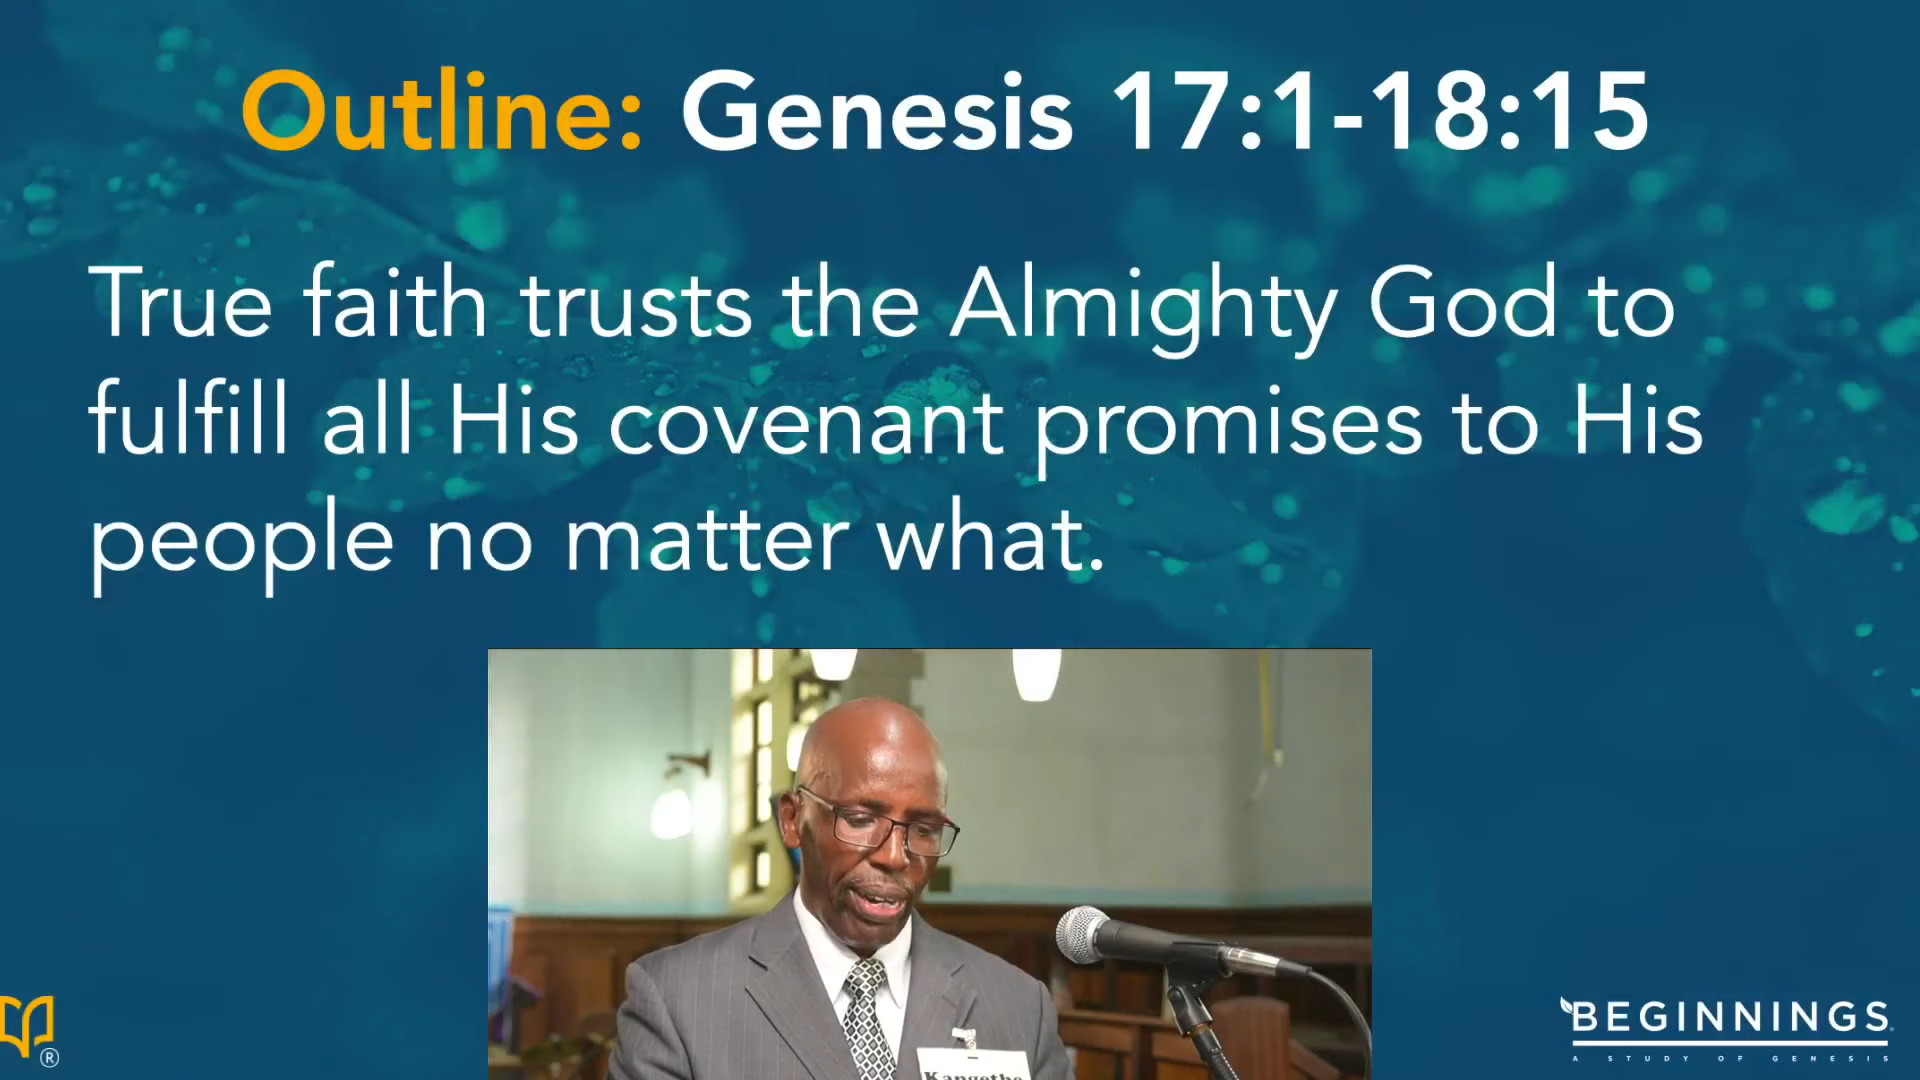 Outline: Genesis 17:1-18:15
True faith trusts the Almighty God to
fulfill all His covenant promises to His
people no matter what.
Kangethe
®
BEGINNINGS
A STUDY OF GENESIS